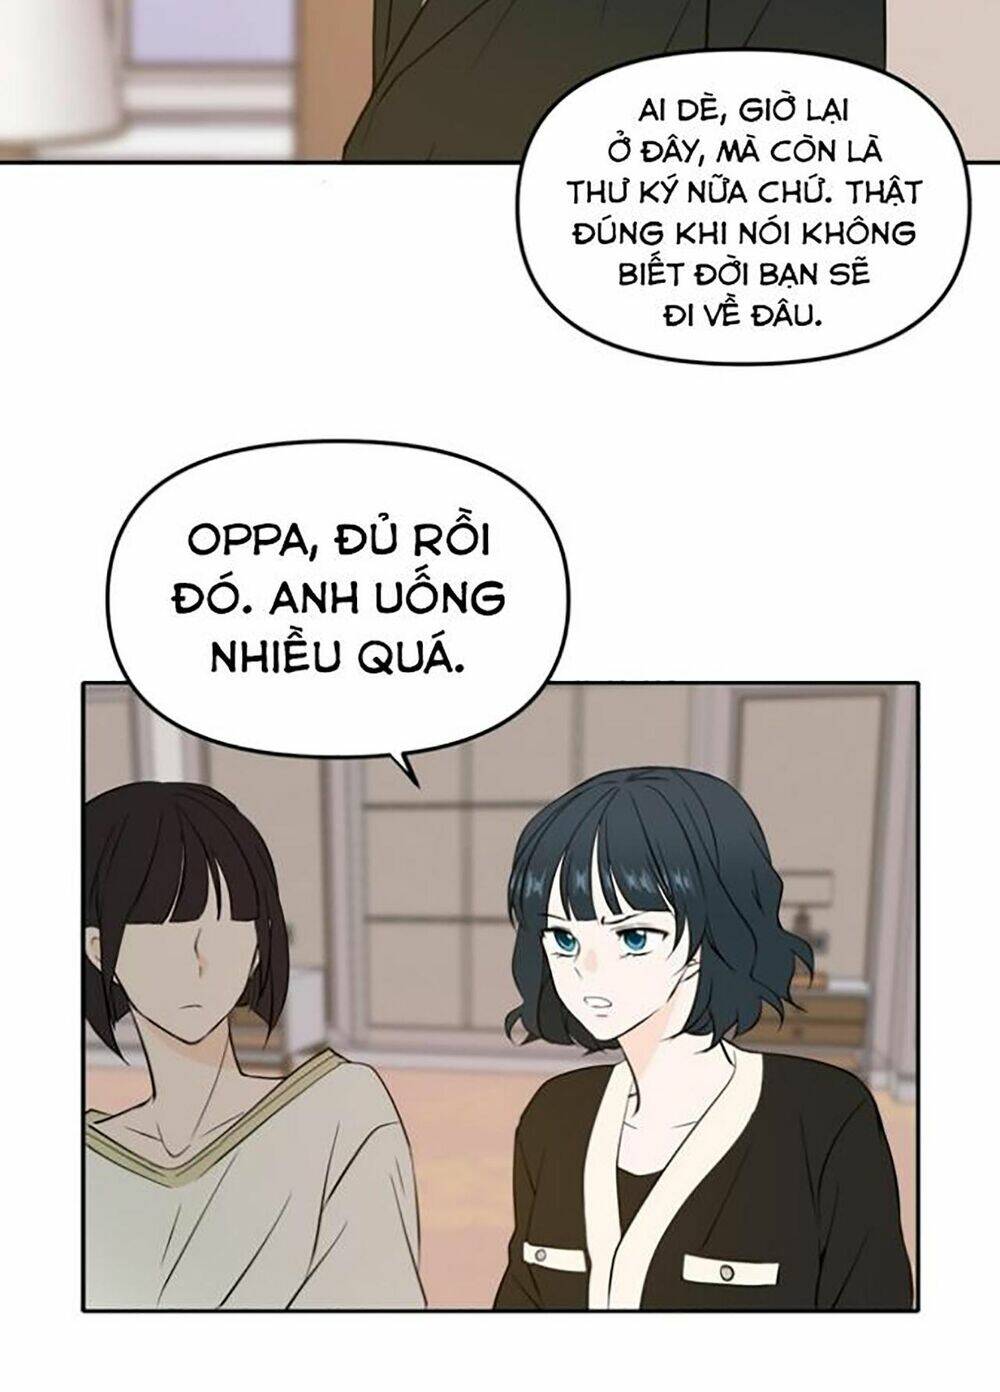 AI DÈ, GIỜ LẠI
Ở ĐÂY, MÀ CÒN LÀ
THƯ KÝ NỮA CHỨ. THẬT
ĐÚNG KHI NÓI KHÔNG
BIẾT ĐỜI BẠN SẼ
ĐI VỀ ĐÂU.
OPPA, ĐỦ RỒI
ĐÓ. ANH UỐNG
NHIỀU QUÁ.